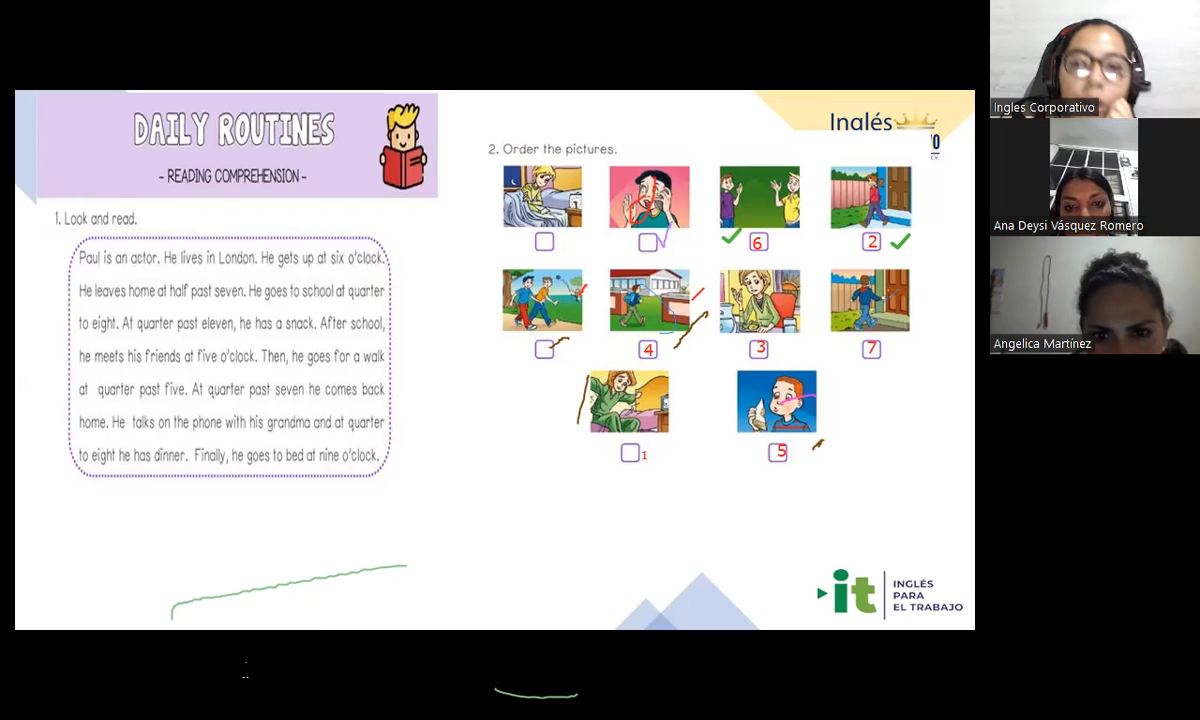 DAILY ROUTINES
- READING COMPREHENSION -
1. Look and read.
Paul is an actor. He lives in London. He gets up at six o'clock.
He leaves home at half past seven. He goes to school at quarter
to eight. At quarter past eleven, he has a snack. After school,
he meets his friends at five o'clock. Then, he goes for a walk
at quarter past five. At quarter past seven he comes back
home. He talks on the phone with his grandma and at quarter
to eight he has dinner. Finally, he goes to bed at nine o'clock.
Inglés
2. Order the pictures.
6
2
4
3
7
1
5
it
INGLÉS
PARA
EL TRABAJO
Ingles Corporativo
Ana Deysi Vásquez Romero
Angelica Martínez